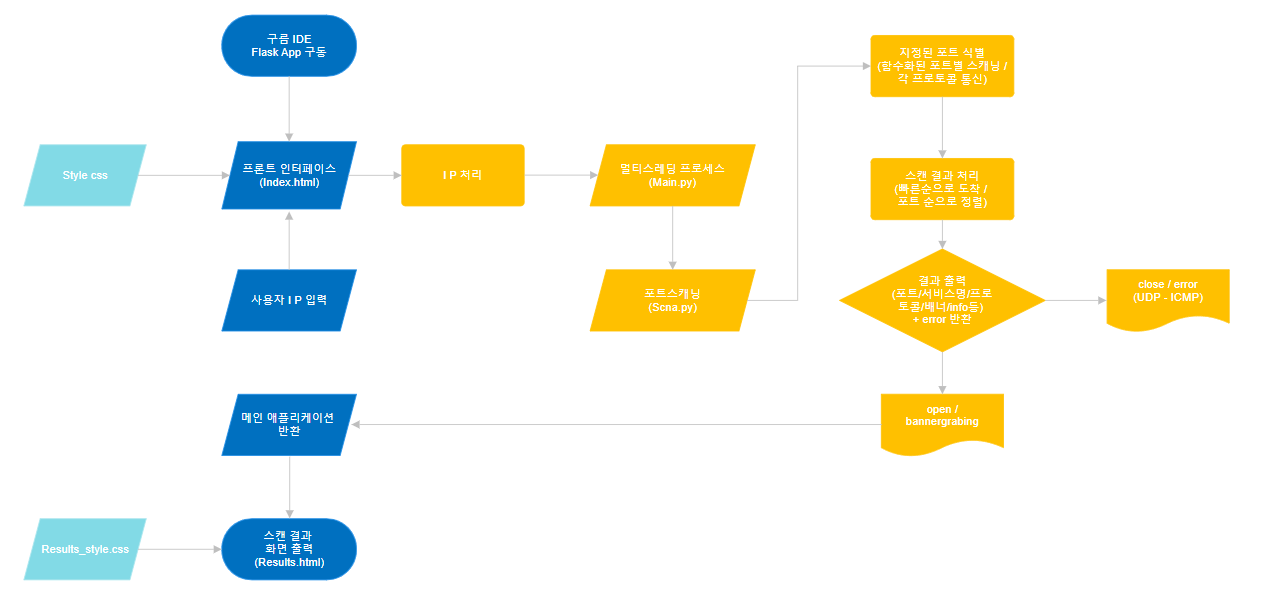 구름 IDE
Flask App 구동
Style css
프론트 인터페이스
(Index.html)
I P 처리
멀티스레딩 프로세스
(Main.py)
사용자 I P 입력
포트스캐닝
(Scna.py)
지정된 포트 식별
(함수화된 포트별 스캐닝 /
각 프로토콜 통신)
스캔 결과 처리
(빠른순으로 도착 /
포트 순으로 정렬)
결과 출력
(포트/서비스명/프로
토콜/배너/info등)
+ error 반환
close / error
(UDP - ICMP)
open /
bannergrabing
메인 애플리케이션
반환
Results_style.css
스캔 결과
화면 출력
(Results.html)